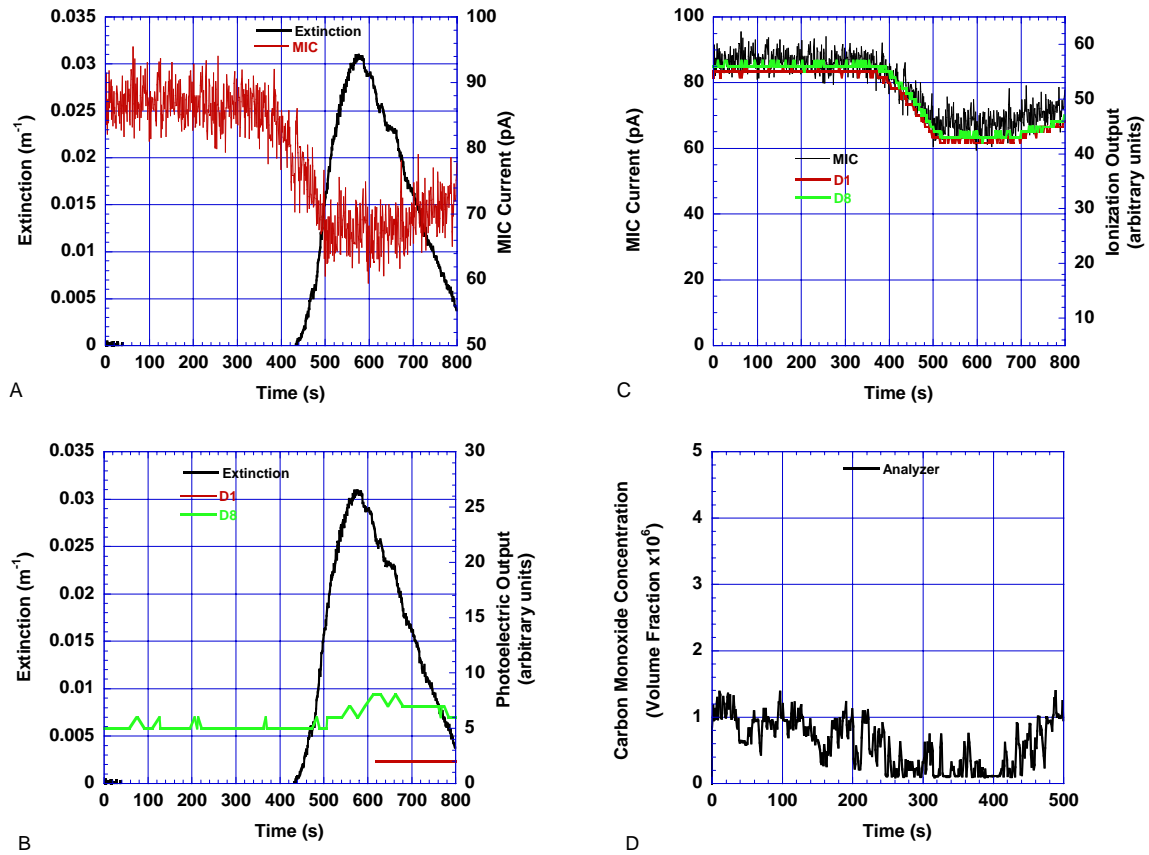 0.035
0.03
0.025
0.02
0.015
0.01
0.005
0
Extinction (m-1)
Extinction
MIC
100
90
80
70
60
50
MIC Current (pA)
0 100 200 300 400 500 600 700 800
Time (s)
A
100
80
60
40
20
0
MIC Current (pA)
MIC
D1
D8
60
50
40
30
20
10
Ionization Output
(arbitrary units)
0 100 200 300 400 500 600 700 800
Time (s)
C
0.035
0.03
0.025
0.02
0.015
0.01
0.005
0
Extinction (m-1)
Extinction
D1
D8
30
25
20
15
10
5
0
Photoelectric Output
(arbitrary units)
0 100 200 300 400 500 600 700 800
Time (s)
B
5
4
3
2
1
0
Carbon Monoxide Concentration
(Volume Fraction x106)
Analyzer
0 100 200 300 400 500
Time (s)
D